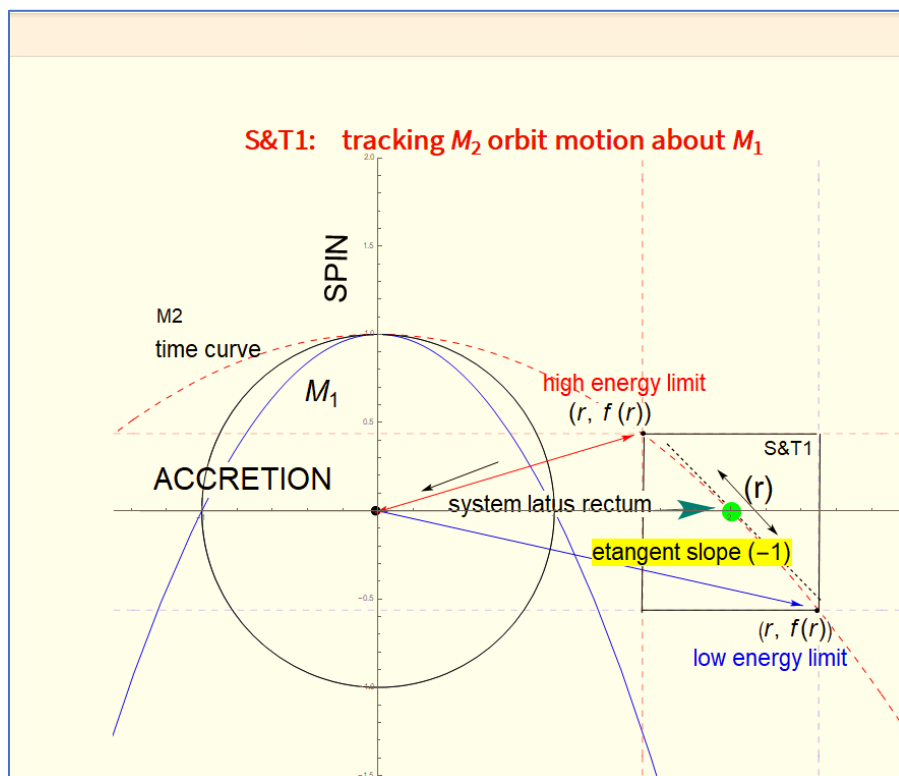 S&T1: tracking M₂ orbit motion about M₁
2.0
1.5
SPIN
M2
time curve
1.0
M₁
high energy limit
(r, f(r))
0.5
S&T1
ACCRETION
(r)
system latus rectum
etangent slope (−1)
−0.5
(r, f(r))
low energy limit
−1.0
−1.5